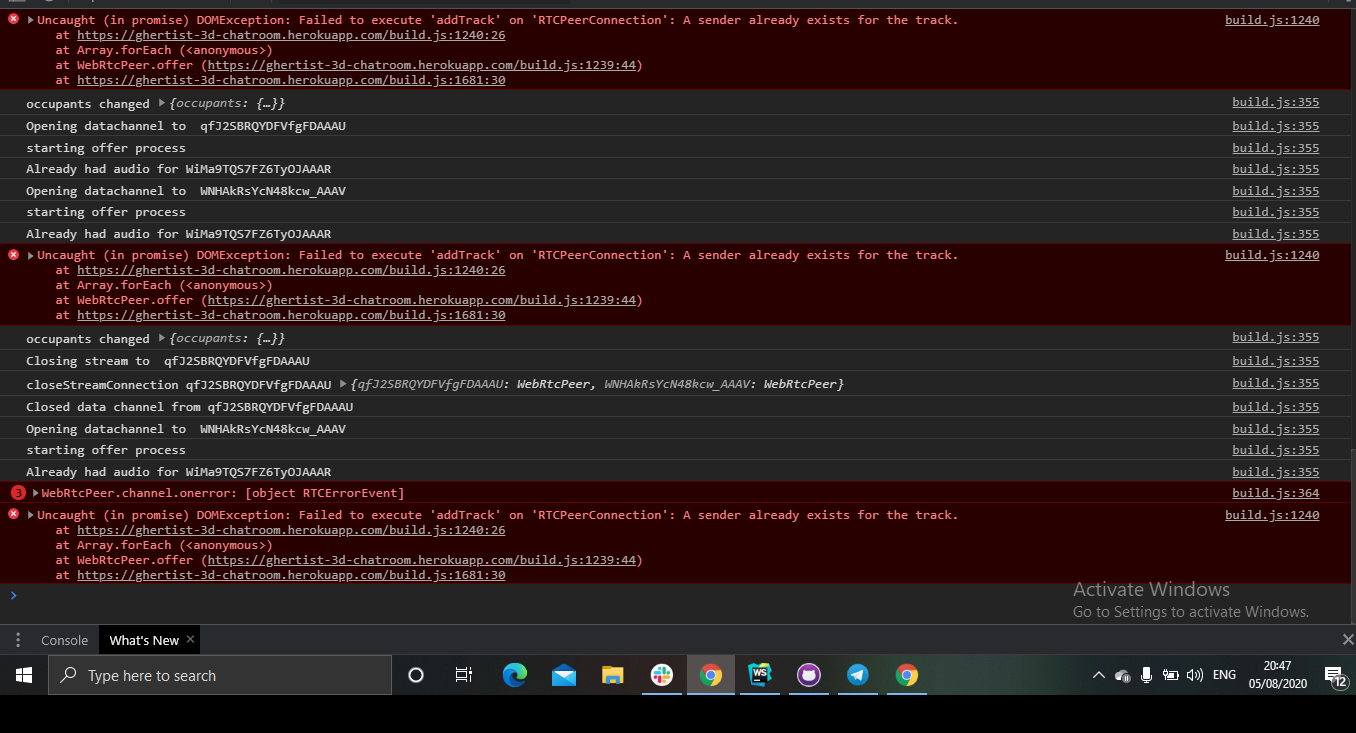 Uncaught (in promise) DOMException: Failed to execute 'addTrack' on 'RTCPeerConnection': A sender already exists for the track. build.js:1240
at https://ghertist-3d-chatroom.herokuapp.com/build.js:1240:26
at Array.forEach (<anonymous>)
at WebRtcPeer.offer (https://ghertist-3d-chatroom.herokuapp.com/build.js:1239:44)
at https://ghertist-3d-chatroom.herokuapp.com/build.js:1681:30
occupants changed ▶{occupants: {…}} build.js:355
Opening datachannel to qfJ2SBRQYDFVfgFDAAAU build.js:355
starting offer process build.js:355
Already had audio for WiMa9TQS7FZ6TyOJAAAR build.js:355
Opening datachannel to WNHAkRsYcN48kcw_AAAV build.js:355
starting offer process build.js:355
Already had audio for WiMa9TQS7FZ6TyOJAAAR build.js:355
Uncaught (in promise) DOMException: Failed to execute 'addTrack' on 'RTCPeerConnection': A sender already exists for the track. build.js:1240
at https://ghertist-3d-chatroom.herokuapp.com/build.js:1240:26
at Array.forEach (<anonymous>)
at WebRtcPeer.offer (https://ghertist-3d-chatroom.herokuapp.com/build.js:1239:44)
at https://ghertist-3d-chatroom.herokuapp.com/build.js:1681:30
occupants changed ▶{occupants: {…}} build.js:355
Closing stream to qfJ2SBRQYDFVfgFDAAAU build.js:355
closeStreamConnection qfJ2SBRQYDFVfgFDAAAU ▶{qfJ2SBRQYDFVfgFDAAAU: WebRtcPeer, WNHAkRsYcN48kcw_AAAV: WebRtcPeer} build.js:355
Closed data channel from qfJ2SBRQYDFVfgFDAAAU build.js:355
Opening datachannel to WNHAkRsYcN48kcw_AAAV build.js:355
starting offer process build.js:355
Already had audio for WiMa9TQS7FZ6TyOJAAAR build.js:355
3 WebRtcPeer.channel.onerror: [object RTCErrorEvent] build.js:364
Uncaught (in promise) DOMException: Failed to execute 'addTrack' on 'RTCPeerConnection': A sender already exists for the track. build.js:1240
at https://ghertist-3d-chatroom.herokuapp.com/build.js:1240:26
at Array.forEach (<anonymous>)
at WebRtcPeer.offer (https://ghertist-3d-chatroom.herokuapp.com/build.js:1239:44)
at https://ghertist-3d-chatroom.herokuapp.com/build.js:1681:30
Activate Windows
Go to Settings to activate Windows.
Console What's New
Type here to search
WS
ENG
20:47
05/08/2020
12